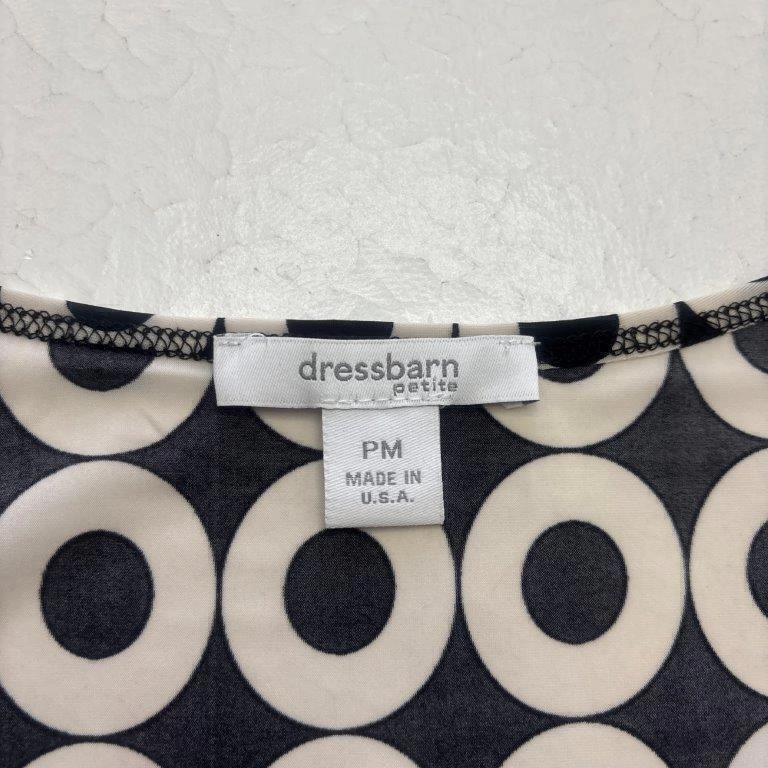 dressbarn
petite
PM
MADE IN
U.S.A.